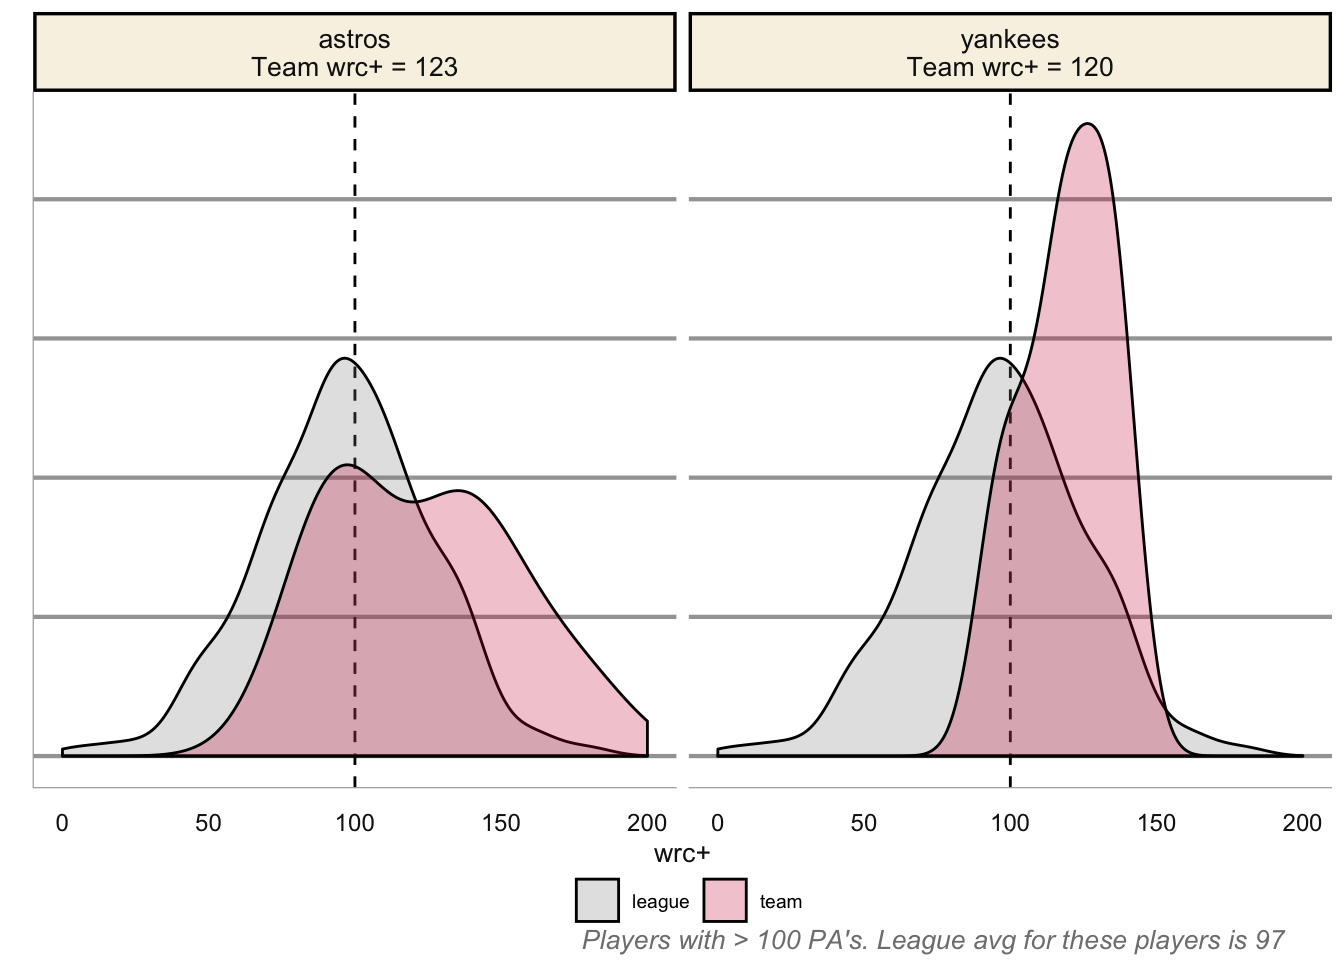 astros
Team wrc+ = 123
yankees
Team wrc+ = 120
0 50 100 150 200
0 50 100 150 200
wrc+
league team
Players with > 100 PA's. League avg for these players is 97